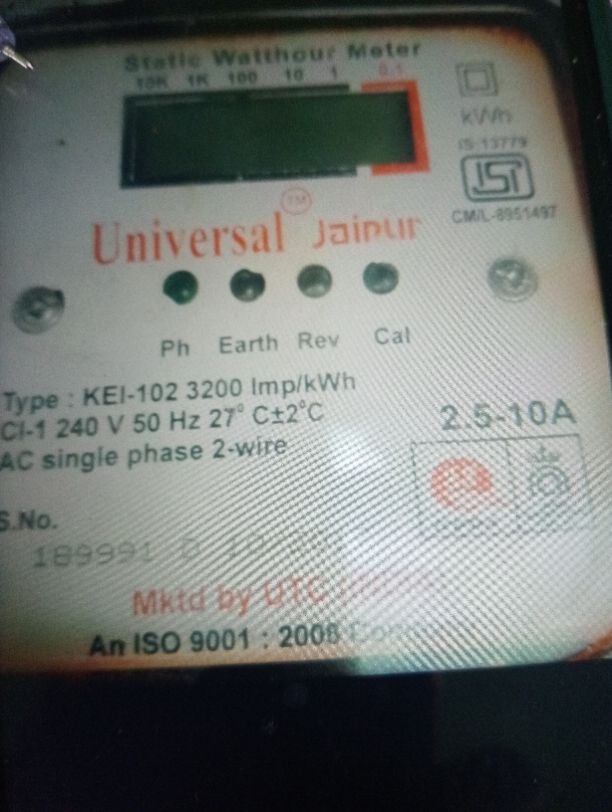 Static Watthour Meter
10K 1K 100 10 1 0.1
kWh
IS:13779
ISI
CM/L-8951497
Universal TM Jaipur
Ph Earth Rev Cal
Type : KEI-102 3200 Imp/kWh
Cl-1 240 V 50 Hz 27° C±2°C
AC single phase 2-wire
2.5-10A
S.No.
189991
Mktd by UTC
An ISO 9001 : 2008